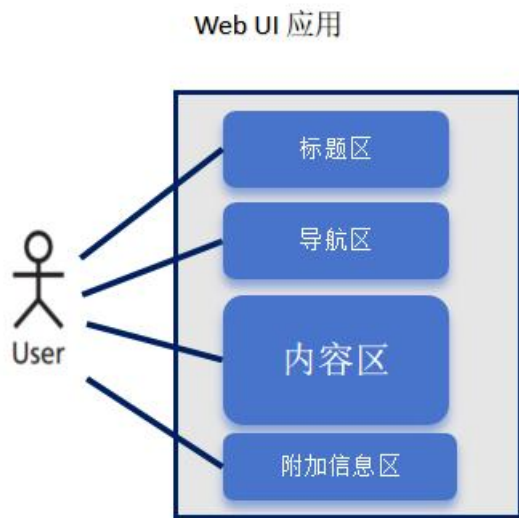 Web UI 应用
标题区
导航区
User
内容区
附加信息区